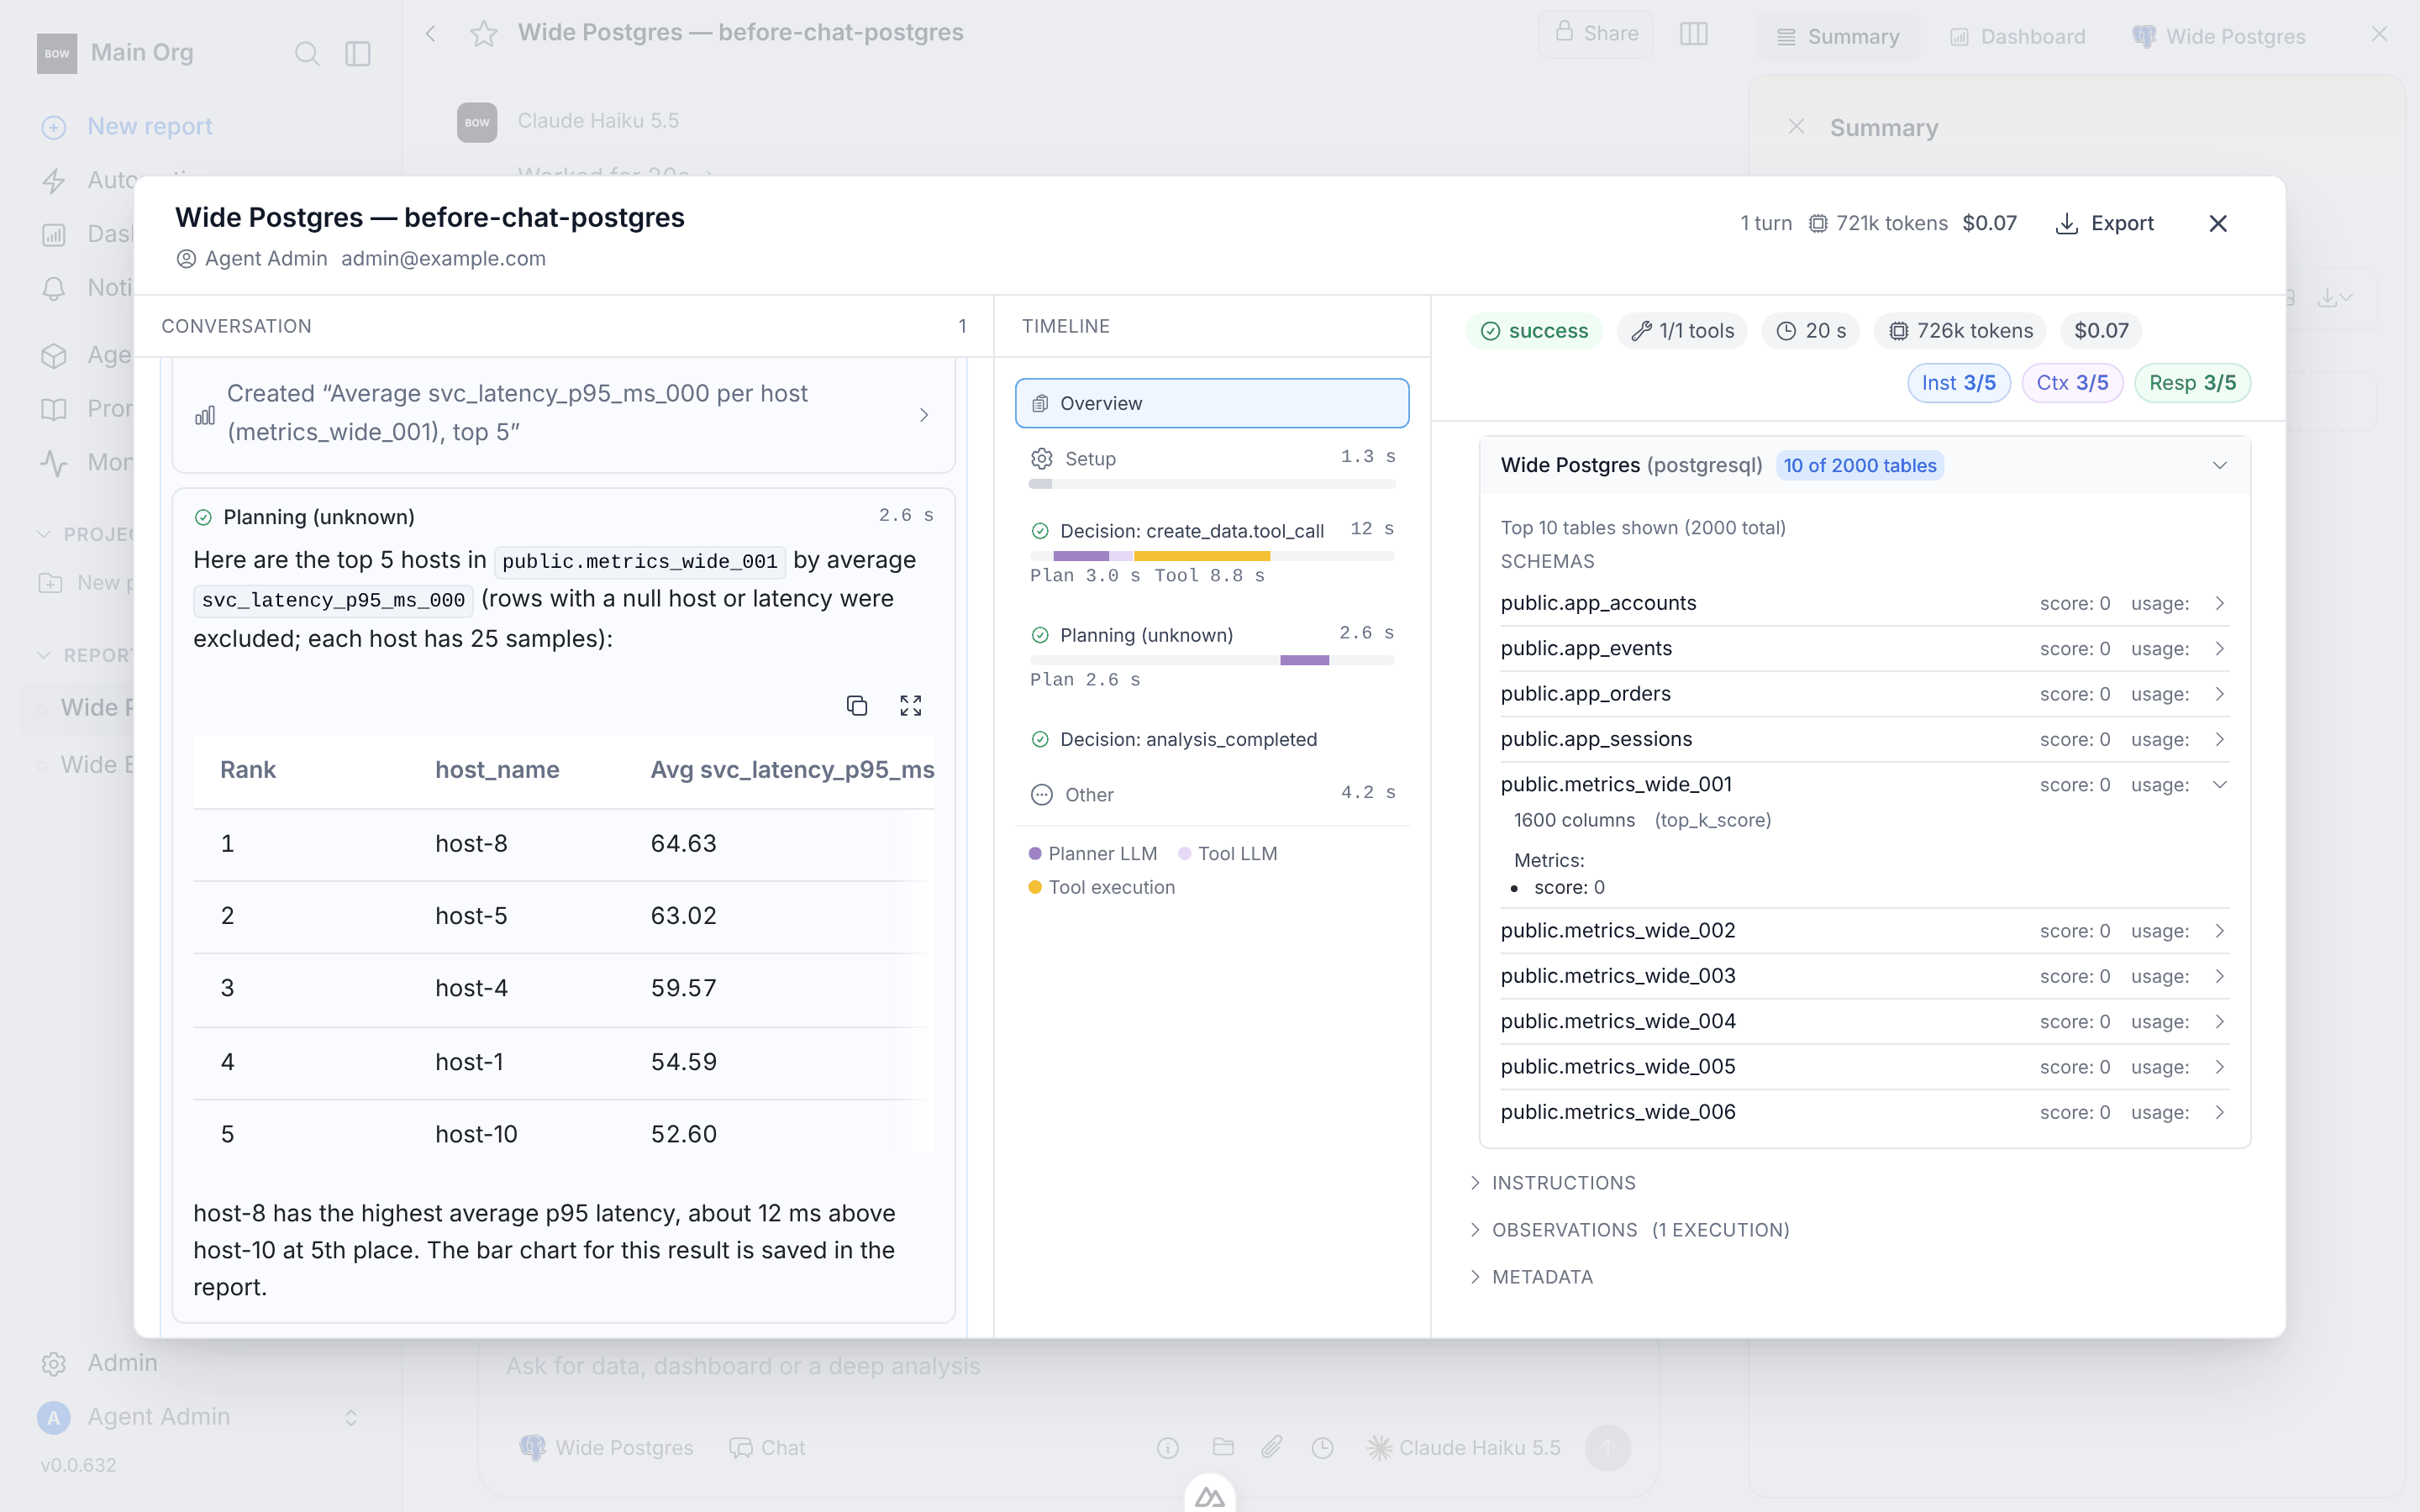 BOW Main Org
New report
Dash
Noti
Age
Mon
PROJE
New p
REPORT
Wide P
Wide
Admin
A Agent Admin
v0.0.632
Wide Postgres — before-chat-postgres
Share
BOW Claude Haiku 5.5
Summary
Dashboard
Wide Postgres
Summary
Wide Postgres — before-chat-postgres
Agent Admin admin@example.com
1 turn 721k tokens $0.07 Export
CONVERSATION 1
Created “Average svc_latency_p95_ms_000 per host
(metrics_wide_001), top 5”
Planning (unknown) 2.6 s
Here are the top 5 hosts in public.metrics_wide_001 by average
svc_latency_p95_ms_000 (rows with a null host or latency were
excluded; each host has 25 samples):
Rank host_name Avg svc_latency_p95_ms
1 host-8 64.63
2 host-5 63.02
3 host-4 59.57
4 host-1 54.59
5 host-10 52.60
host-8 has the highest average p95 latency, about 12 ms above
host-10 at 5th place. The bar chart for this result is saved in the
report.
TIMELINE
Overview
Setup 1.3 s
Decision: create_data.tool_call 12 s
Plan 3.0 s Tool 8.8 s
Planning (unknown) 2.6 s
Plan 2.6 s
Decision: analysis_completed
Other 4.2 s
Planner LLM Tool LLM
Tool execution
success 1/1 tools 20 s 726k tokens $0.07
Inst 3/5 Ctx 3/5 Resp 3/5
Wide Postgres (postgresql) 10 of 2000 tables
Top 10 tables shown (2000 total)
SCHEMAS
public.app_accounts score: 0 usage:
public.app_events score: 0 usage:
public.app_orders score: 0 usage:
public.app_sessions score: 0 usage:
public.metrics_wide_001 score: 0 usage:
1600 columns (top_k_score)
Metrics:
• score: 0
public.metrics_wide_002 score: 0 usage:
public.metrics_wide_003 score: 0 usage:
public.metrics_wide_004 score: 0 usage:
public.metrics_wide_005 score: 0 usage:
public.metrics_wide_006 score: 0 usage:
INSTRUCTIONS
OBSERVATIONS (1 EXECUTION)
METADATA
Ask for data, dashboard or a deep analysis
Wide Postgres Chat Claude Haiku 5.5